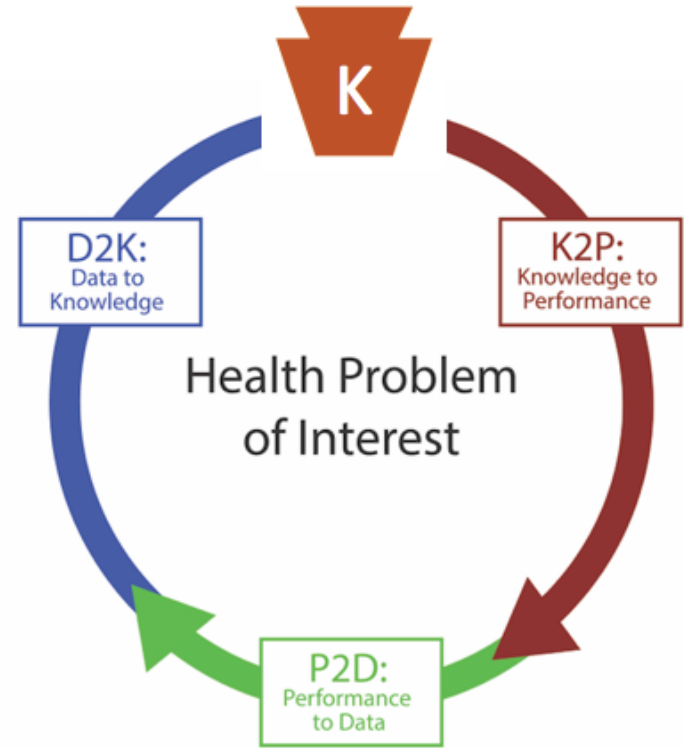 K
D2K:
Data to
Knowledge
K2P:
Knowledge to
Performance
Health Problem
of Interest
P2D:
Performance
to Data